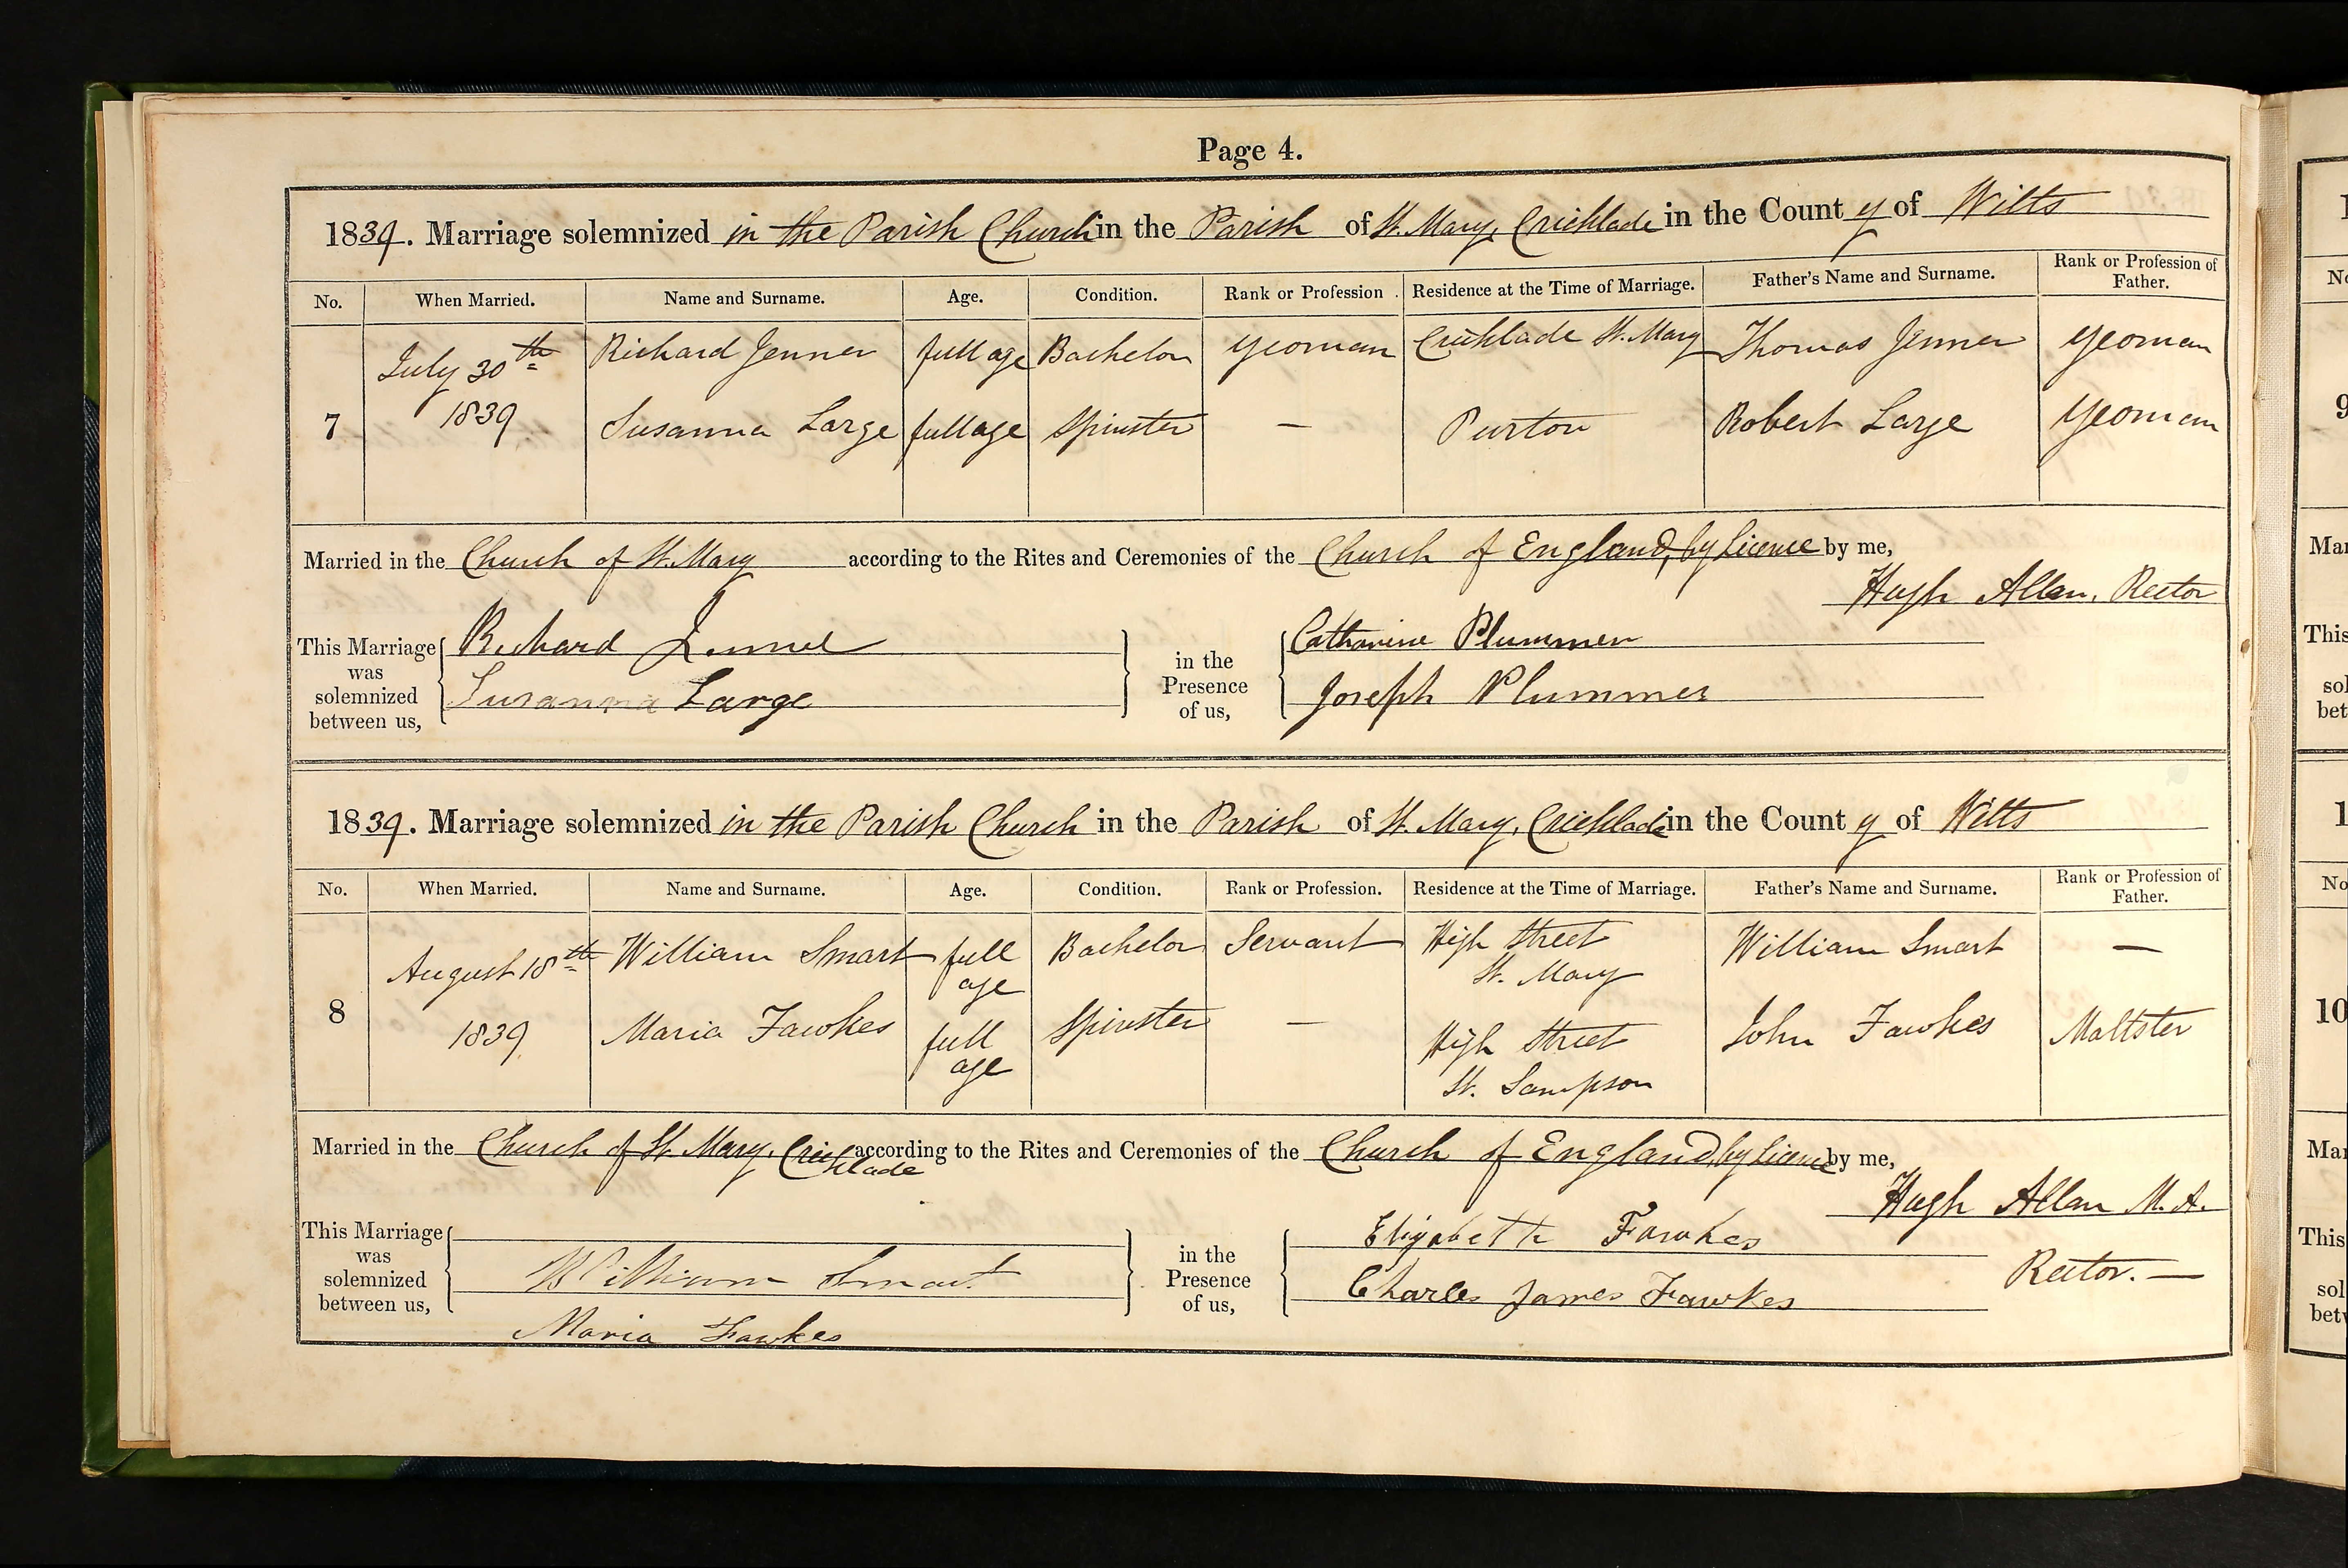 Page 4.
1839. Marriage solemnized in the Parish Church in the Parish of St. Mary, Cricklade in the County of Wilts
No. When Married. Name and Surname. Age. Condition. Rank or Profession. Residence at the Time of Marriage. Father's Name and Surname. Rank or Profession of Father.
7 July 30th 1839
Richard Jenner full age Bachelor Yeoman Cricklade St. Mary Thomas Jenner Yeoman
Susanna Large full age Spinster — Purton Robert Large Yeoman
Married in the Church of St. Mary according to the Rites and Ceremonies of the Church of England, by Licence by me,
Hugh Allan, Rector
This Marriage was solemnized between us,
Richard Jenner
Susanna Large
in the Presence of us,
Catharine Plummer
Joseph Plummer
1839. Marriage solemnized in the Parish Church in the Parish of St. Mary, Cricklade in the County of Wilts
No. When Married. Name and Surname. Age. Condition. Rank or Profession. Residence at the Time of Marriage. Father's Name and Surname. Rank or Profession of Father.
8 August 18th 1839
William Smart full age Bachelor Servant High Street St. Mary William Smart —
Maria Fawkes full age Spinster — High Street St. Sampson John Fawkes Maltster
Married in the Church of St. Mary, Cricklade according to the Rites and Ceremonies of the Church of England, by Licence by me,
Hugh Allan M.A.
Rector. —
This Marriage was solemnized between us,
William Smart
Maria Fawkes
in the Presence of us,
Elizabeth Fawkes
Charles James Fawkes